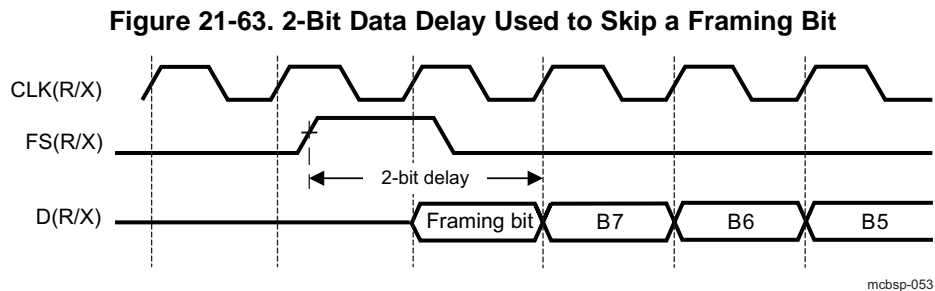 Figure 21-63. 2-Bit Data Delay Used to Skip a Framing Bit
CLK(R/X)
FS(R/X)
2-bit delay
D(R/X)
Framing bit
B7
B6
B5
mcbsp-053